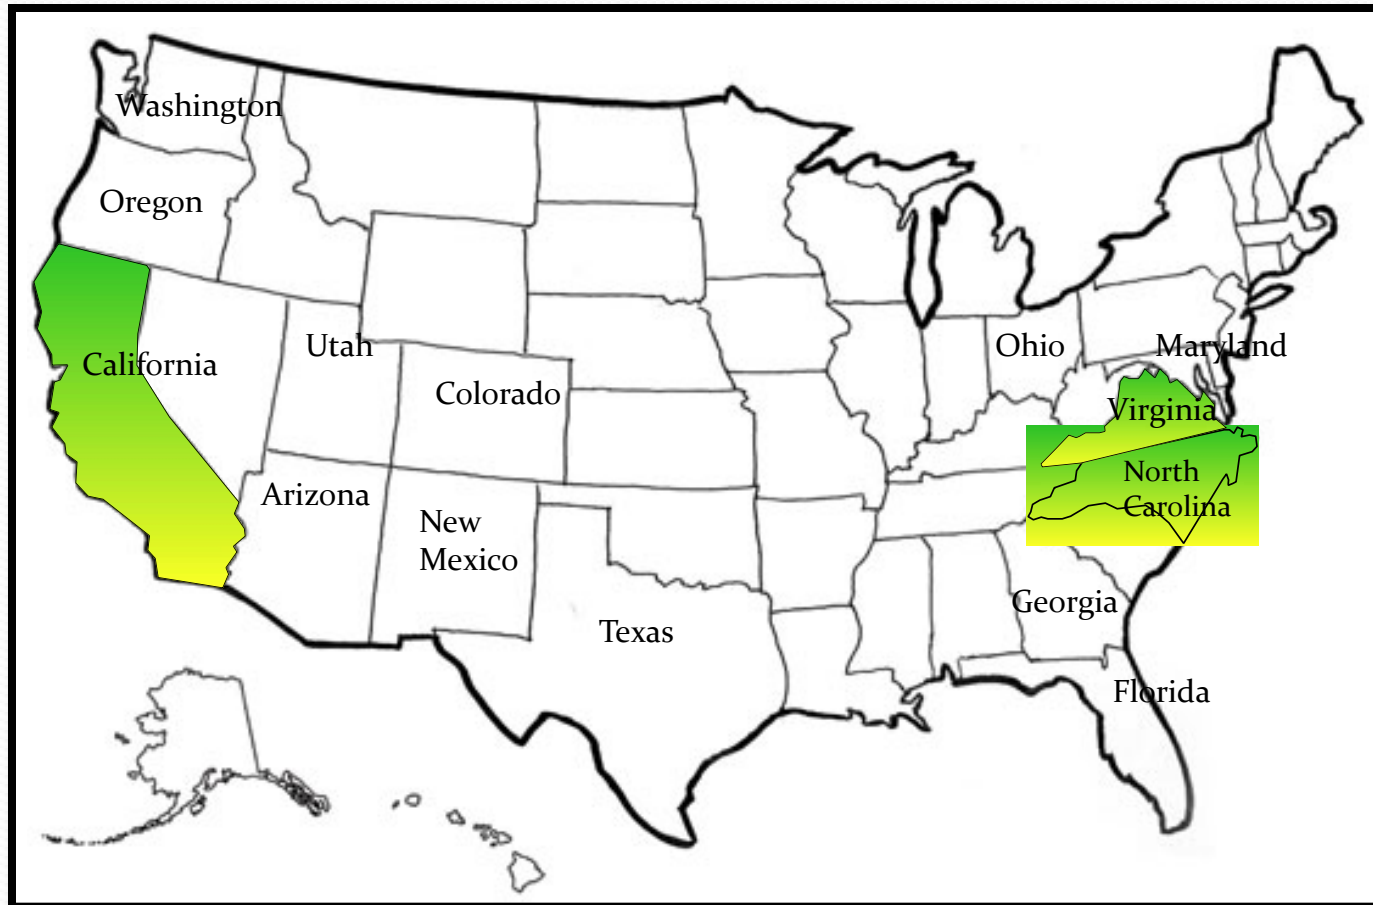 Washington
Oregon
California
Utah
Colorado
Ohio
Maryland
Virginia
North
Carolina
Arizona
New
Mexico
Texas
Georgia
Florida